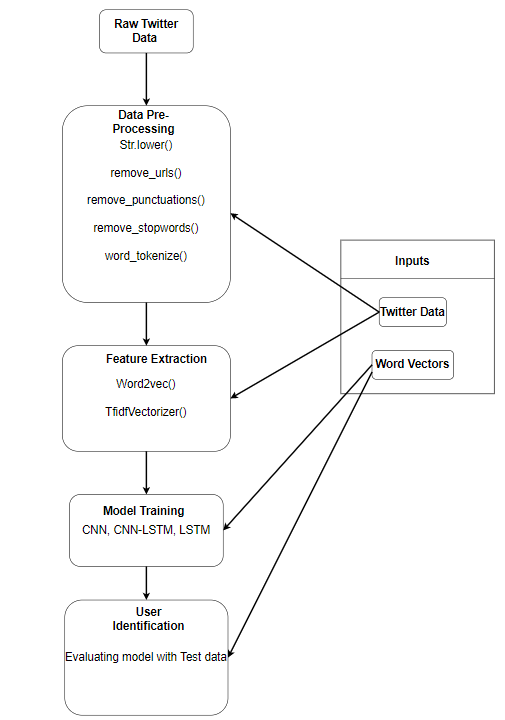 Raw Twitter
Data
Data Pre-
Processing
Str.lower()
remove_urls()
remove_punctuations()
remove_stopwords()
word_tokenize()
Inputs
Twitter Data
Word Vectors
Feature Extraction
Word2vec()
TfidfVectorizer()
Model Training
CNN, CNN-LSTM, LSTM
User
Identification
Evaluating model with Test data